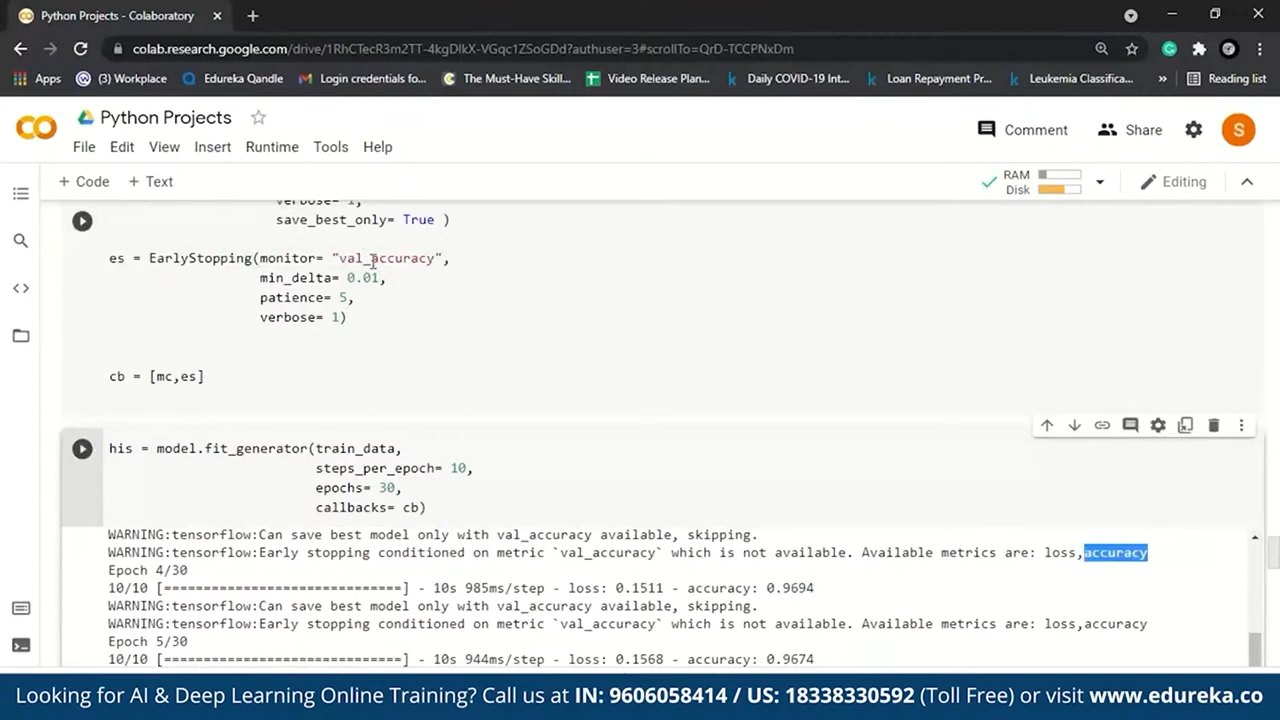 Python Projects - Colaboratory
colab.research.google.com/drive/1RhCTecR3m2TT-4kgDlkX-VGqc1ZSoGDd?authuser=3#scrollTo=QrD-TCCPNxDm
Apps
(3) Workplace
Edureka Qandle
Login credentials fo...
The Must-Have Skil...
Video Release Plan...
Daily COVID-19 Int...
Loan Repayment Pr...
Leukemia Classifica...
»
Reading list
Python Projects
Comment
Share
S
File Edit View Insert Runtime Tools Help
+ Code + Text
RAM
Disk
Editing
verbose= 1,
save_best_only= True )
es = EarlyStopping(monitor= "val_accuracy",
min_delta= 0.01,
patience= 5,
verbose= 1)
cb = [mc,es]
his = model.fit_generator(train_data,
steps_per_epoch= 10,
epochs= 30,
callbacks= cb)
WARNING:tensorflow:Can save best model only with val_accuracy available, skipping.
WARNING:tensorflow:Early stopping conditioned on metric `val_accuracy` which is not available. Available metrics are: loss,accuracy
Epoch 4/30
10/10 [==============================] - 10s 985ms/step - loss: 0.1511 - accuracy: 0.9694
WARNING:tensorflow:Can save best model only with val_accuracy available, skipping.
WARNING:tensorflow:Early stopping conditioned on metric `val_accuracy` which is not available. Available metrics are: loss,accuracy
Epoch 5/30
10/10 [==============================] - 10s 944ms/step - loss: 0.1568 - accuracy: 0.9674
Looking for AI & Deep Learning Online Training? Call us at IN: 9606058414 / US: 18338330592 (Toll Free) or visit www.edureka.co